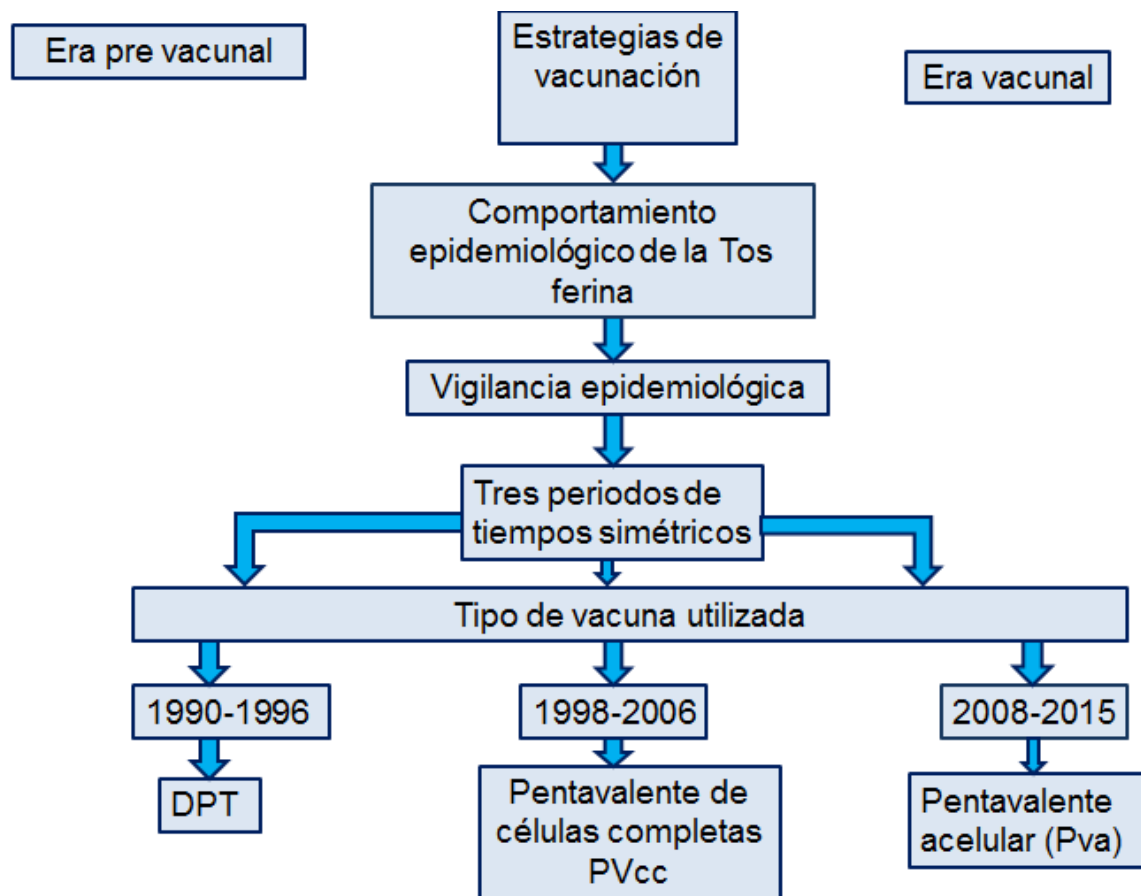 Era pre vacunal
Estrategias de
vacunación
Era vacunal
Comportamiento
epidemiológico de la Tos
ferina
Vigilancia epidemiológica
Tres periodos de
tiempos simétricos
Tipo de vacuna utilizada
1990-1996
1998-2006
2008-2015
DPT
Pentavalente de
células completas
PVcc
Pentavalente
acelular (Pva)